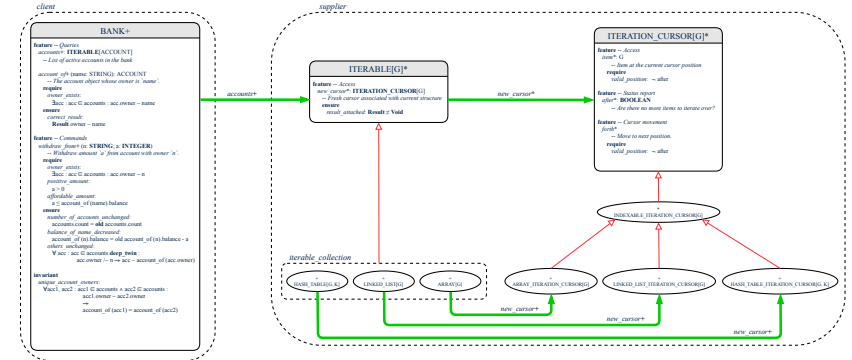 client
BANK+
feature -- Queries
accounts+: ITERABLE[ACCOUNT]
-- List of active accounts in the bank
account_of+ (name: STRING): ACCOUNT
-- The account object whose owner is `name`.
require
owner_exists:
∃acc : acc ∈ accounts : acc.owner ~ name
ensure
correct_result:
Result.owner ~ name
feature -- Commands
withdraw_from+ (n: STRING, a: INTEGER)
-- Withdraw amount `a` from account with owner `n`.
require
owner_exists:
∃acc : acc ∈ accounts : acc.owner ~ n
positive_amount:
a > 0
affordable_amount:
a ≤ account_of (name).balance
ensure
number_of_accounts_unchanged:
accounts.count = old accounts.count
balance_of_name_decreased:
account_of (n).balance = old account_of (n).balance - a
others_unchanged:
∀ acc : acc ∈ accounts.deep_twin :
acc.owner /~ n ⇒ acc ~ account_of (acc.owner)
invariant
unique_account_owners:
∀acc1, acc2 : acc1 ∈ accounts ∧ acc2 ∈ accounts :
acc1.owner ~ acc2.owner
⇒
account_of (acc1) = account_of (acc2)
accounts+
supplier
ITERABLE[G]*
feature -- Access
new_cursor*: ITERATION_CURSOR[G]
-- Fresh cursor associated with current structure
ensure
result_attached: Result ≠ Void
new_cursor*
ITERATION_CURSOR[G]*
feature -- Access
item*: G
-- Item at the current cursor position
require
valid_position: ¬ after
feature -- Status report
after*: BOOLEAN
-- Are there no more items to iterate over?
feature -- Cursor movement
forth*
-- Move to next position.
require
valid_position: ¬ after
*
INDEXABLE_ITERATION_CURSOR[G]
iterable_collection
+
HASH_TABLE[G, K]
+
LINKED_LIST[G]
+
ARRAY[G]
+
ARRAY_ITERATION_CURSOR[G]
+
LINKED_LIST_ITERATION_CURSOR[G]
+
HASH_TABLE_ITERATION_CURSOR[G, K]
new_cursor+
new_cursor+
new_cursor+